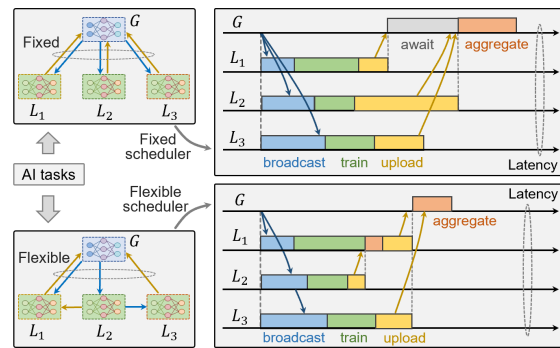 Fixed
G
L1
L2
L3
Fixed
scheduler
AI tasks
Flexible
scheduler
Flexible
G
L1
L2
L3
G
await
aggregate
L1
L2
L3
broadcast
train
upload
Latency
Latency
G
aggregate
L1
L2
L3
broadcast
train
upload